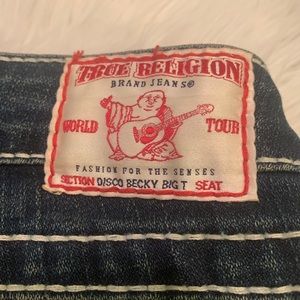 TRUE RELIGION
BRAND JEANS®
WORLD TOUR
FASHION FOR THE SENSES
SECTION DISCO BECKY BIG T SEAT